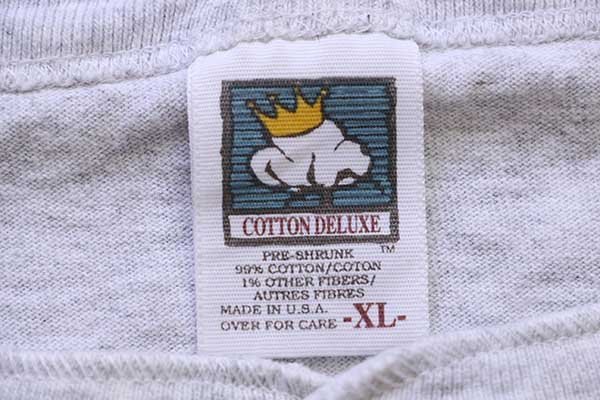 COTTON DELUXE
TM
PRE-SHRUNK
99% COTTON/COTON
1% OTHER FIBERS/
AUTRES FIBRES
MADE IN U.S.A.
OVER FOR CARE -XL-